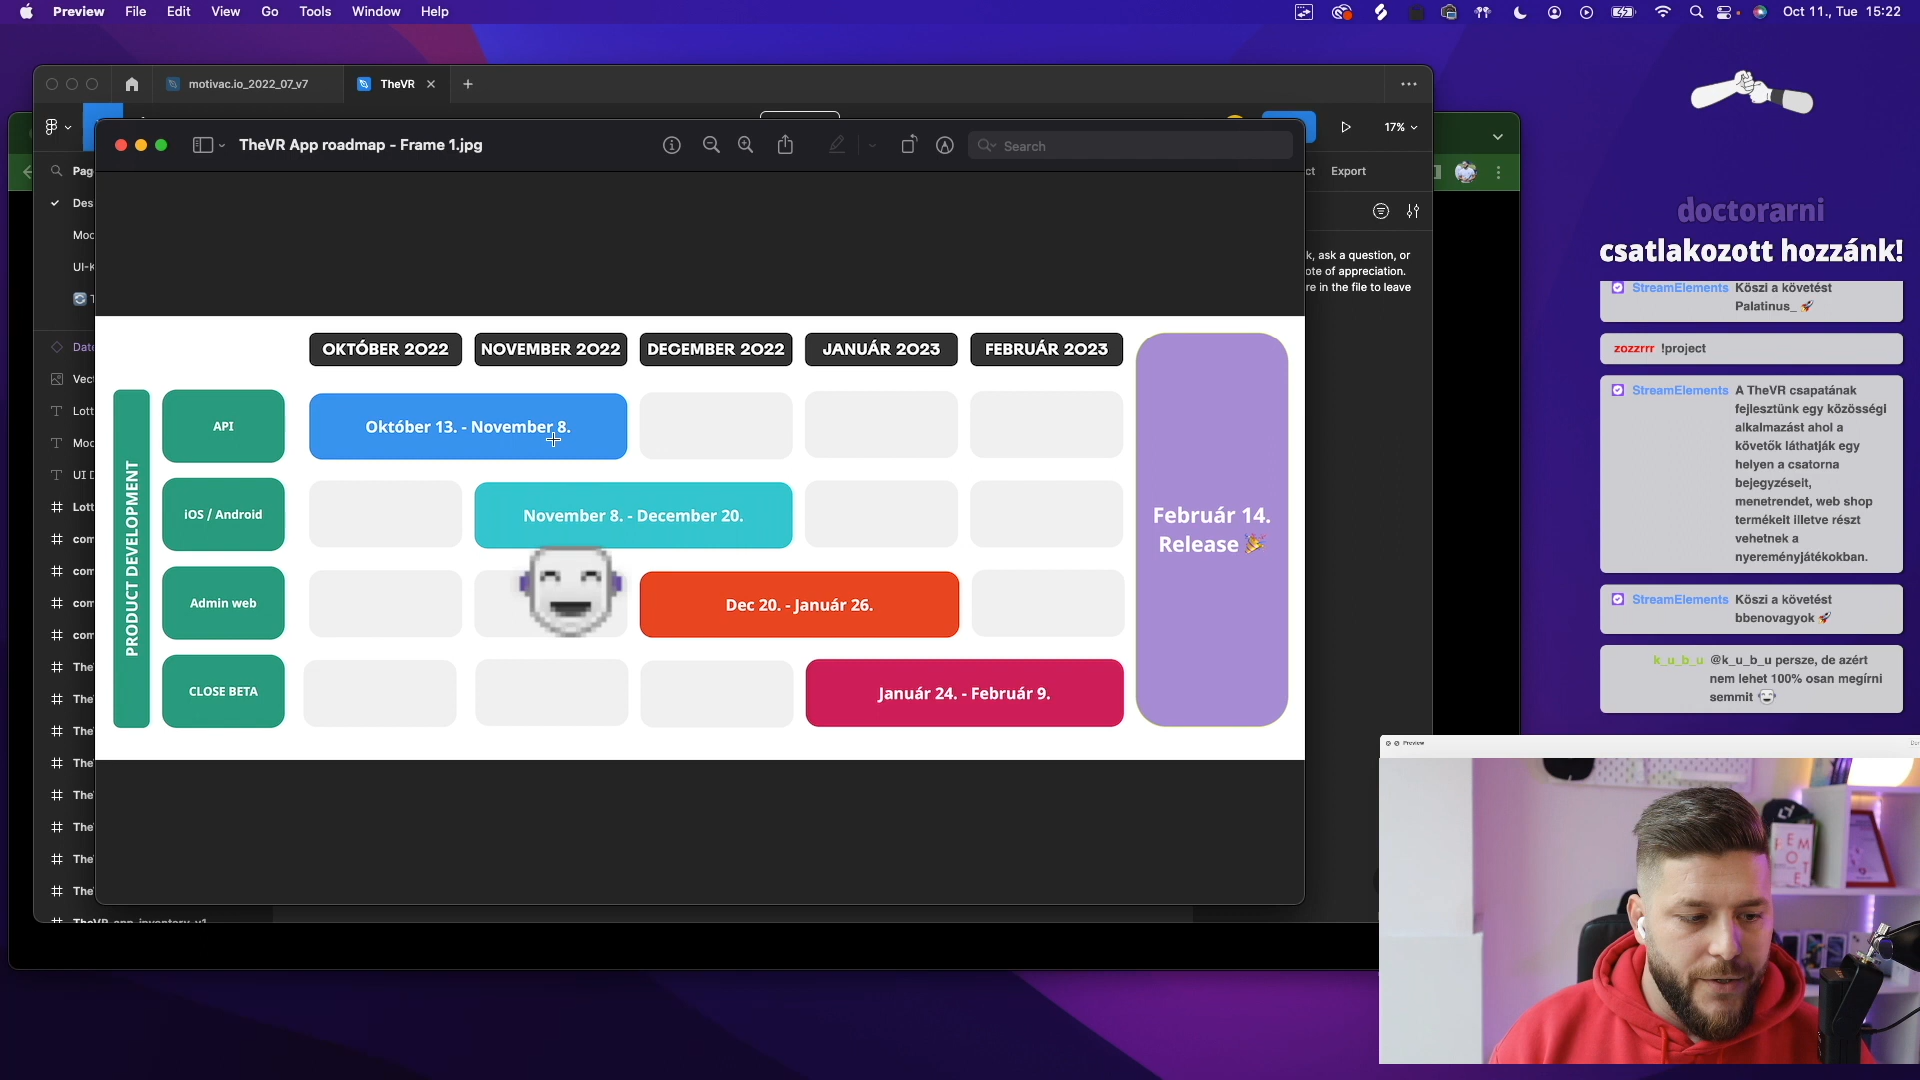 Preview File Edit View Go Tools Window Help
Oct 11., Tue 15:22
motivac.io_2022_07_v7
TheVR
17%
TheVR App roadmap - Frame 1.jpg
Search
Export
k, ask a question, or
ote of appreciation.
re in the file to leave
OKTÓBER 2022
NOVEMBER 2022
DECEMBER 2022
JANUÁR 2023
FEBRUÁR 2023
PRODUCT DEVELOPMENT
API
Október 13. - November 8.
iOS / Android
November 8. - December 20.
Admin web
Dec 20. - Január 26.
CLOSE BETA
Január 24. - Február 9.
Február 14.
Release 🎉
doctorarni
csatlakozott hozzánk!
StreamElements Köszi a követést
Palatinus_ 🚀
zozzrrr !project
StreamElements A TheVR csapatának
fejlesztünk egy közösségi
alkalmazást ahol a
követők láthatják egy
helyen a csatorna
bejegyzéseit,
menetrendet, web shop
termékeit illetve részt
vehetnek a
nyereményjátékokban.
StreamElements Köszi a követést
bbenovagyok 🚀
k_u_b_u @k_u_b_u persze, de azért
nem lehet 100% osan megírni
semmit
Preview